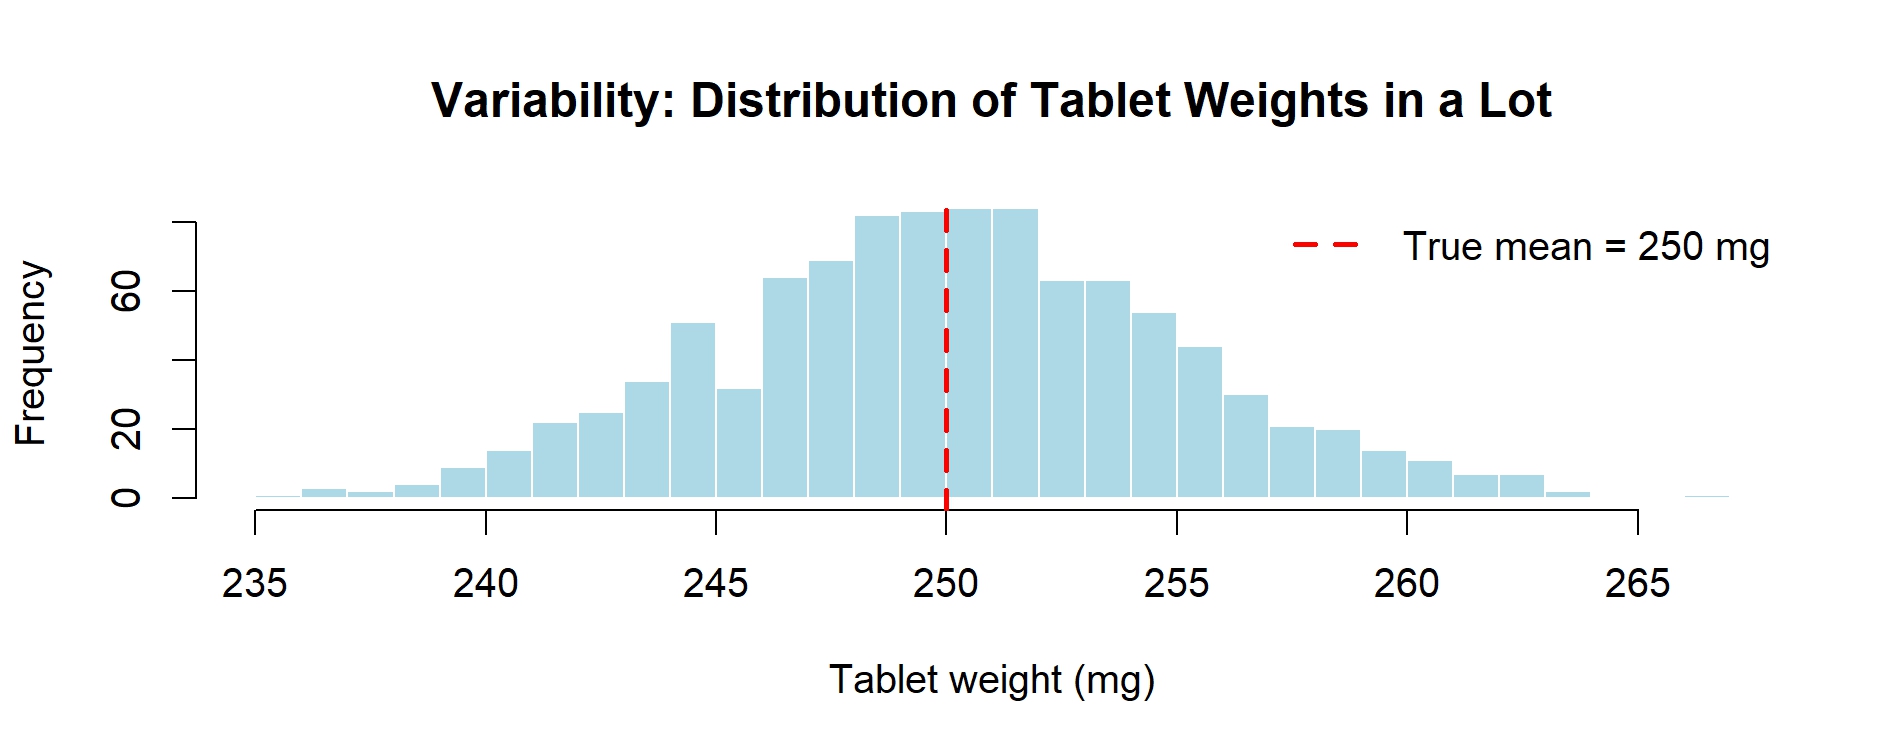 Variability: Distribution of Tablet Weights in a Lot
True mean = 250 mg
Frequency
60
20
0
235 240 245 250 255 260 265
Tablet weight (mg)